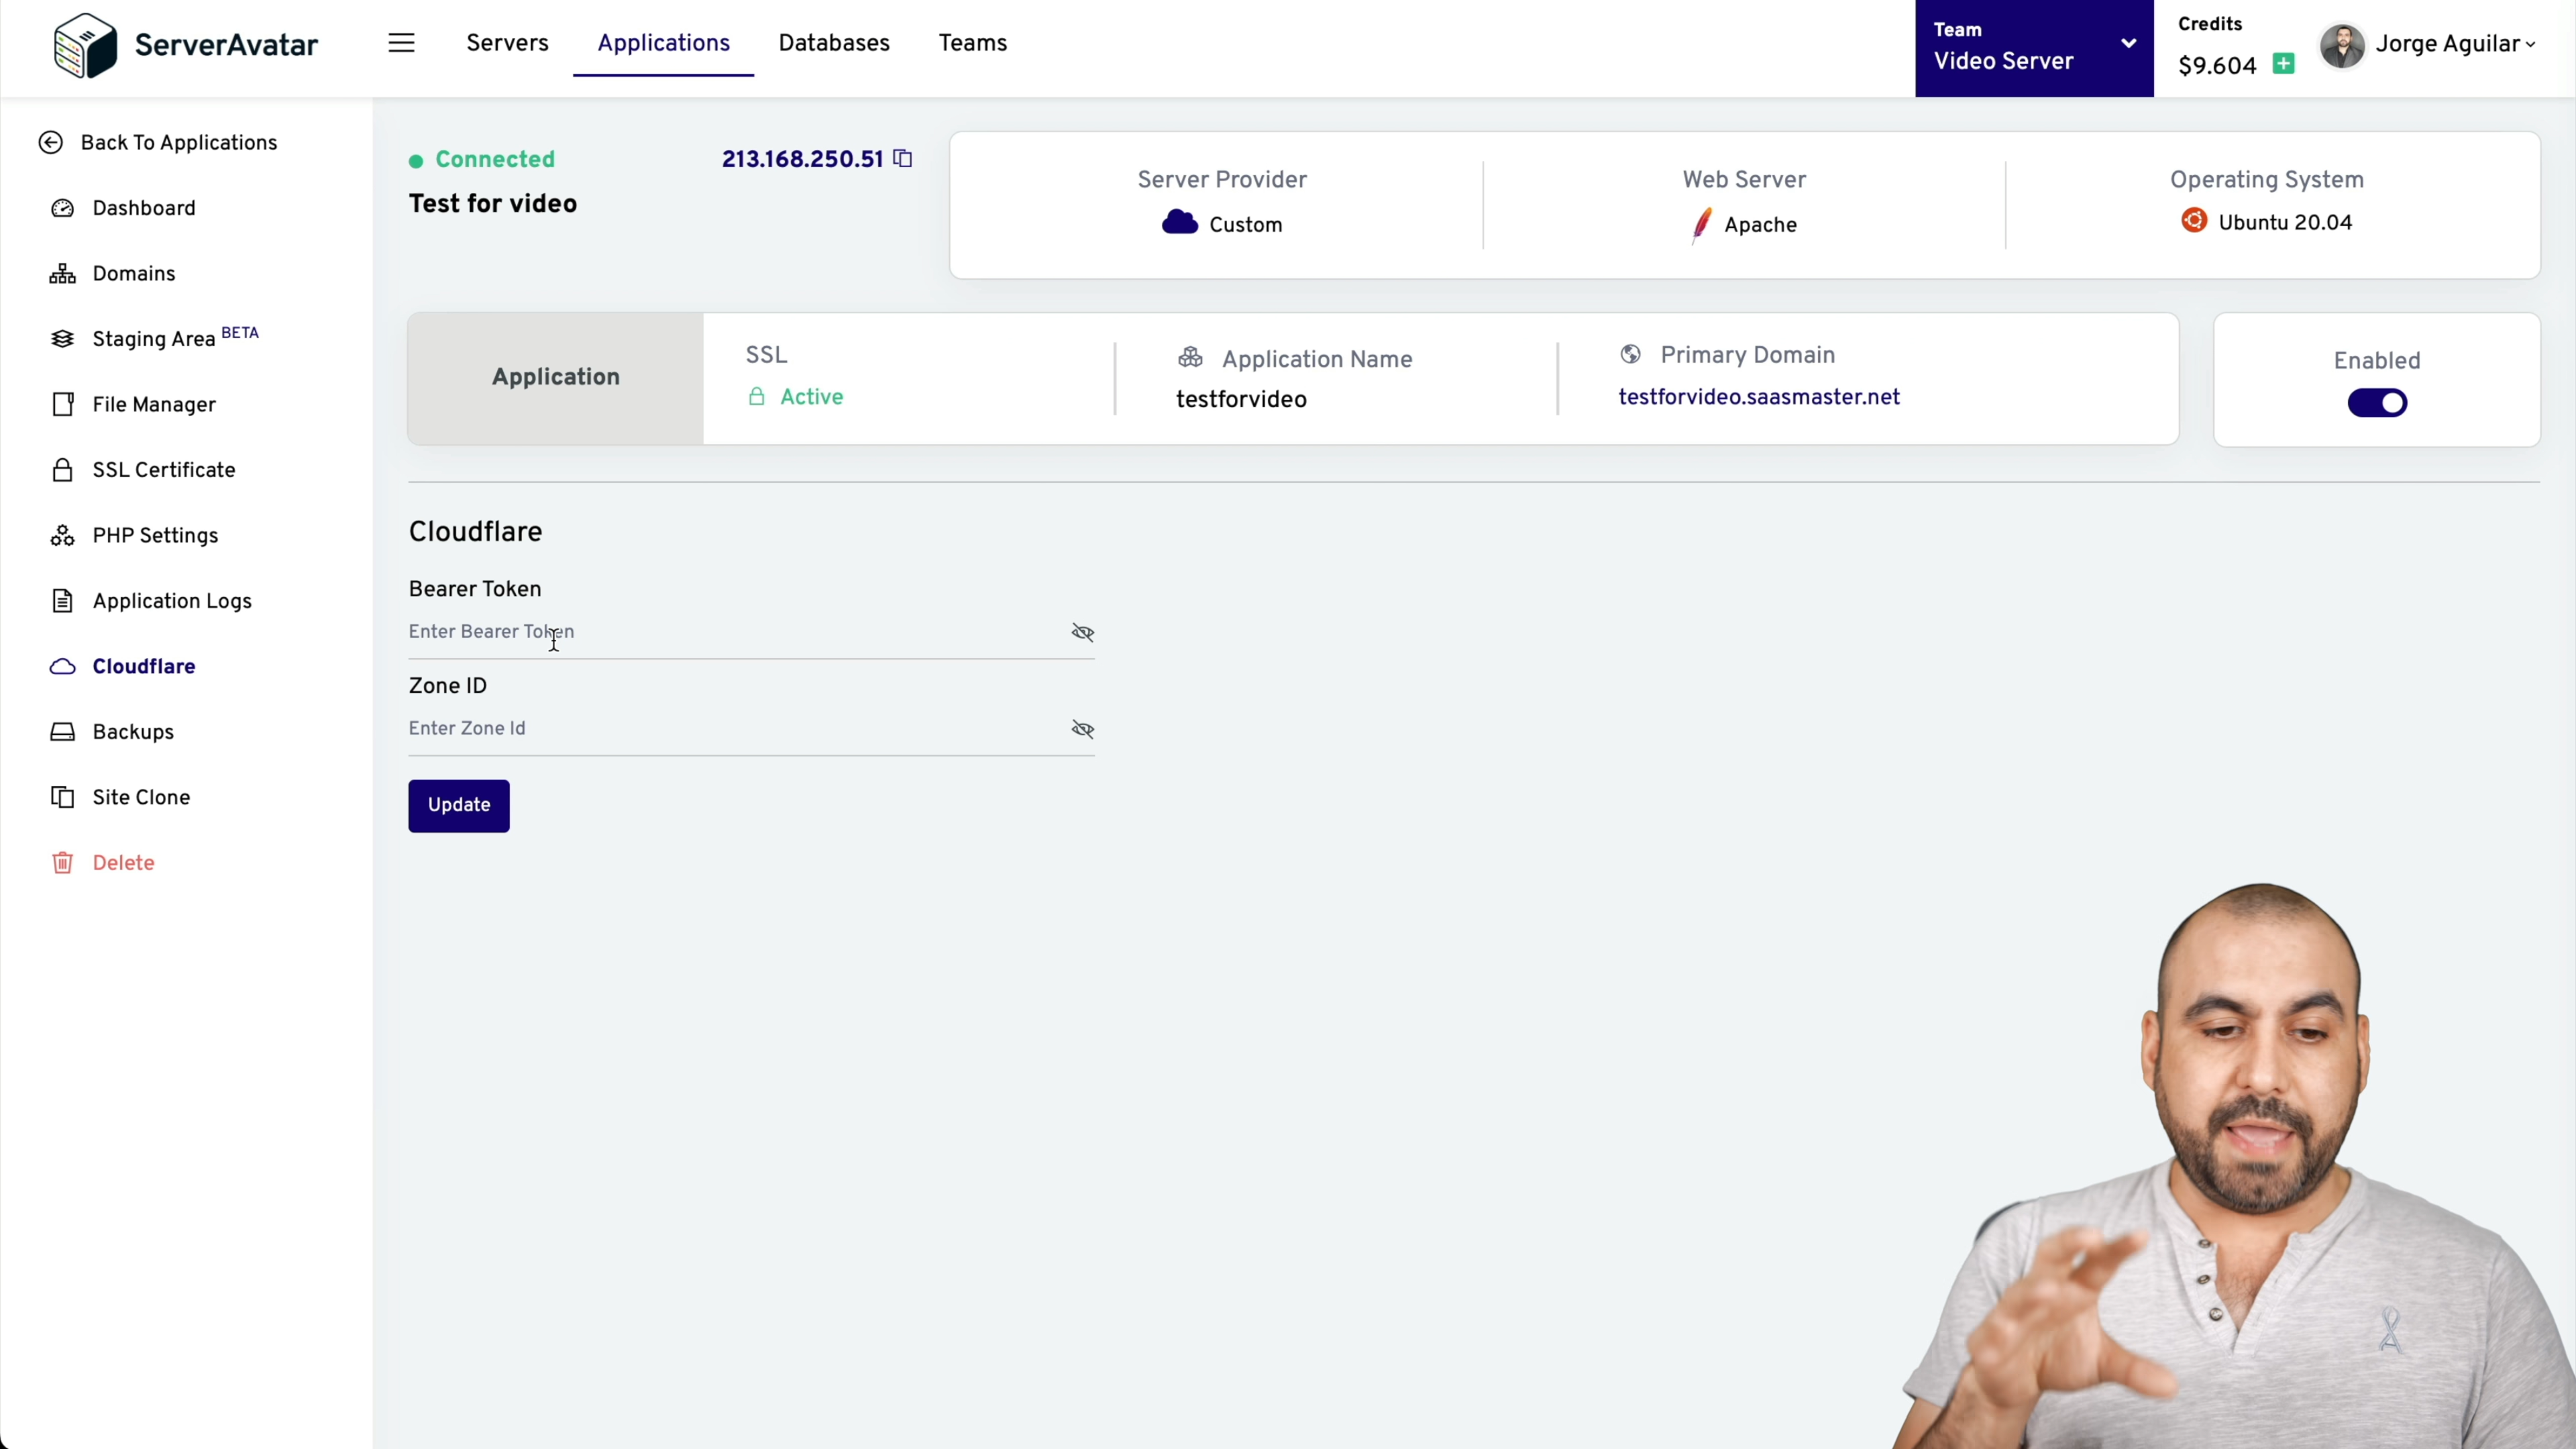 ServerAvatar
Servers Applications Databases Teams
Team
Video Server
Credits
$9.604
Jorge Aguilar
Back To Applications
Dashboard
Domains
Staging Area BETA
File Manager
SSL Certificate
PHP Settings
Application Logs
Cloudflare
Backups
Site Clone
Delete
Connected 213.168.250.51
Test for video
Server Provider
Custom
Web Server
Apache
Operating System
Ubuntu 20.04
Application
SSL
Active
Application Name
testforvideo
Primary Domain
testforvideo.saasmaster.net
Enabled
Cloudflare
Bearer Token
Enter Bearer Token
Zone ID
Enter Zone Id
Update